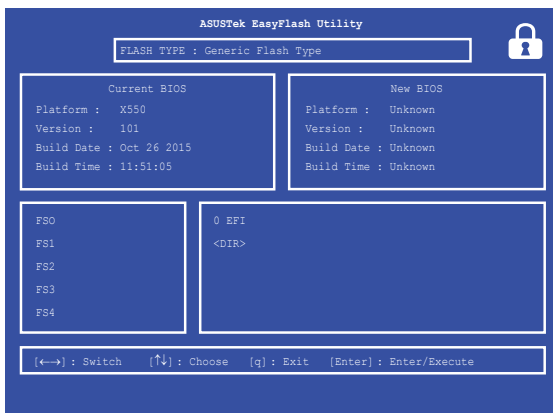 ASUSTek EasyFlash Utility
FLASH TYPE : Generic Flash Type
Current BIOS
Platform : X550
Version : 101
Build Date : Oct 26 2015
Build Time : 11:51:05
New BIOS
Platform : Unknown
Version : Unknown
Build Date : Unknown
Build Time : Unknown
FSO
FS1
FS2
FS3
FS4
0 EFI
<DIR>
[←→] : Switch [↑↓] : Choose [q] : Exit [Enter] : Enter/Execute